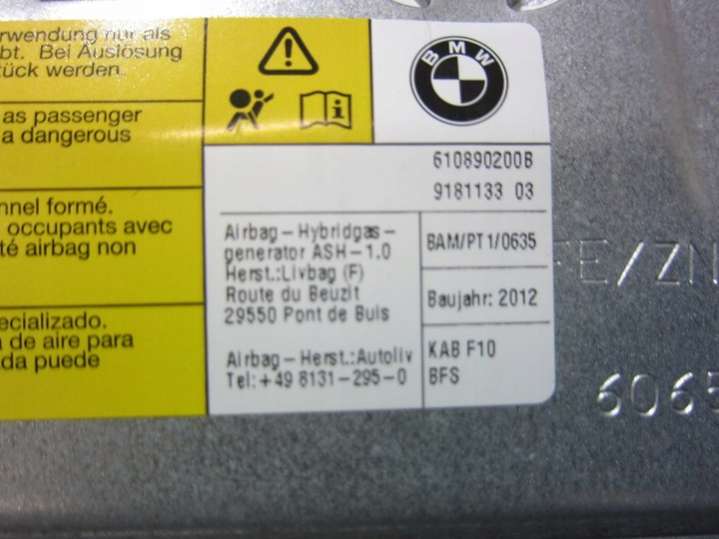 rwendung nur als
bt. Bei Auslösung
tück werden.
as passenger
a dangerous
nnel formé.
occupants avec
té airbag non
ecializado.
a de aire para
da puede
BMW
610890200B
9181133 03
Airbag-Hybridgas-
generator ASH-1.0
Herst.:Livbag (F)
Route du Beuzit
29550 Pont de Buis
Airbag-Herst.:Autoliv
Tel:+49 8131-295-0
BAM/PT1/0635
Baujahr: 2012
KAB F10
BFS
FE/ZN
6065